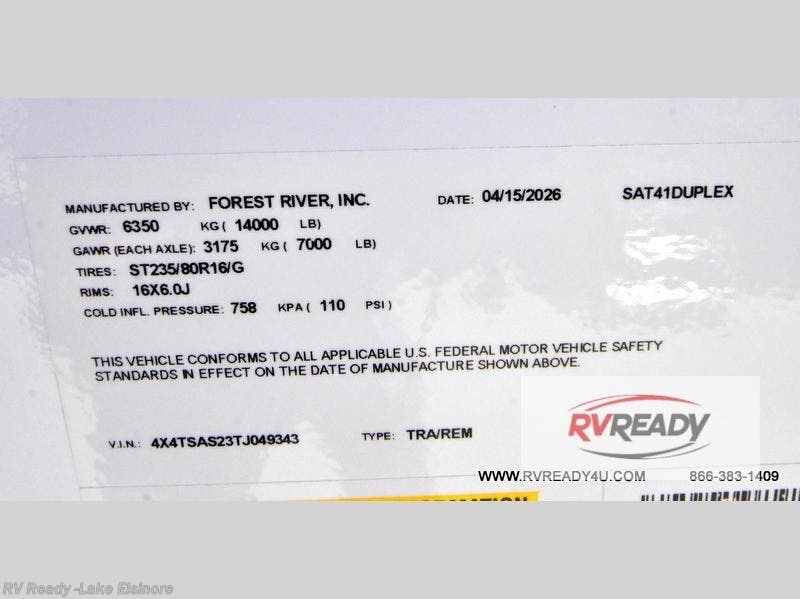 MANUFACTURED BY: FOREST RIVER, INC. DATE: 04/15/2026 SAT41DUPLEX
GVWR: 6350 KG ( 14000 LB)
GAWR (EACH AXLE): 3175 KG ( 7000 LB)
TIRES: ST235/80R16/G
RIMS: 16X6.0J
COLD INFL. PRESSURE: 758 KPA ( 110 PSI )
THIS VEHICLE CONFORMS TO ALL APPLICABLE U.S. FEDERAL MOTOR VEHICLE SAFETY
STANDARDS IN EFFECT ON THE DATE OF MANUFACTURE SHOWN ABOVE.
V.I.N.: 4X4TSAS23TJ049343 TYPE: TRA/REM
RVREADY
WWW.RVREADY4U.COM 866-383-1409
RV Ready -Lake Elsinore